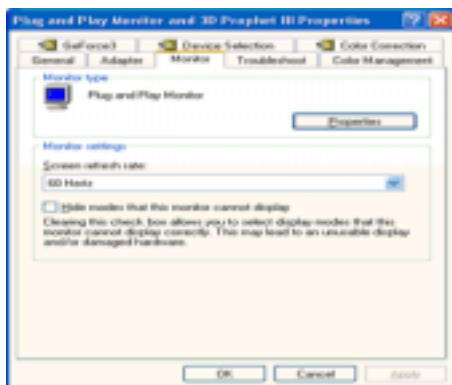 Plug and Play Monitor and 3D Prophet III Properties
GeForce3 Device Selection Color Correction
General Adapter Monitor Troubleshoot Color Management
Monitor type
Plug and Play Monitor
Properties
Monitor settings
Screen refresh rate:
60 Hertz
Hide modes that this monitor cannot display
Clearing this check box allows you to select display modes that this
monitor cannot display correctly. This may lead to an unusable display
and/or damaged hardware.
OK Cancel Apply